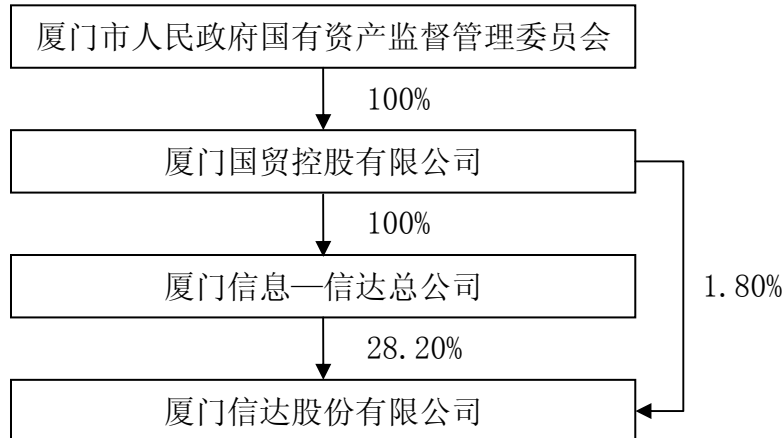 厦门市人民政府国有资产监督管理委员会
100%
厦门国贸控股有限公司
100%
厦门信息—信达总公司
1.80%
28.20%
厦门信达股份有限公司